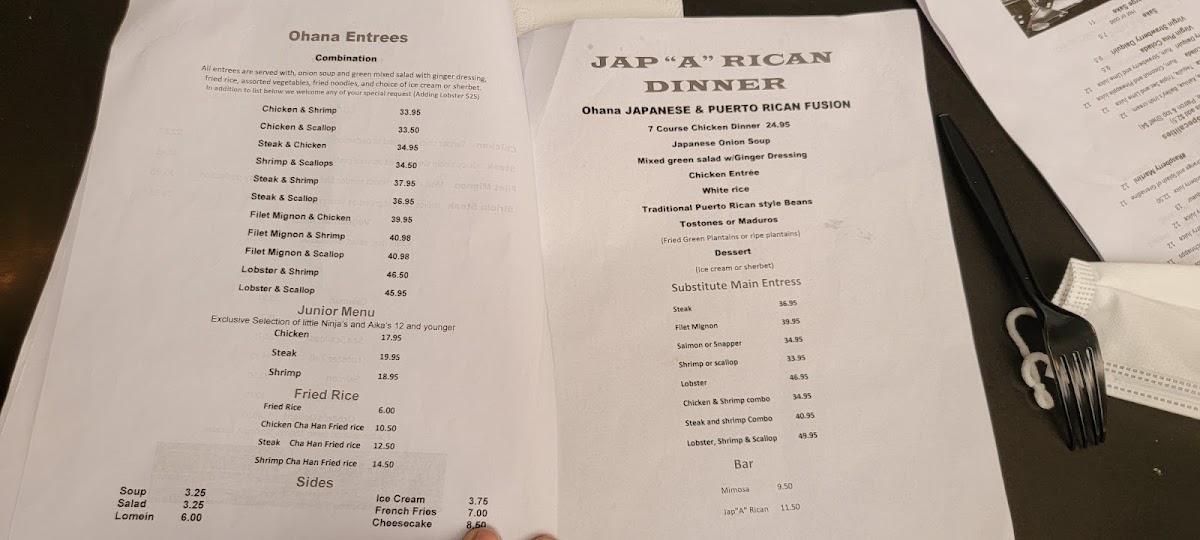 Ohana Entrees
Combination
All entrees are served with, onion soup and green mixed salad with ginger dressing,
fried rice, assorted vegetables, fried noodles, and choice of ice cream or sherbet.
In addition to list below we welcome any of your special request (Adding Lobster $25)
Chicken & Shrimp 33.95
Chicken & Scallop 33.50
Steak & Chicken 34.95
Shrimp & Scallops 34.50
Steak & Shrimp 37.95
Steak & Scallop 36.95
Filet Mignon & Chicken 39.95
Filet Mignon & Shrimp 40.98
Filet Mignon & Scallop 40.98
Lobster & Shrimp 46.50
Lobster & Scallop 45.95
Junior Menu
Exclusive Selection of little Ninja's and Aika's 12 and younger
Chicken 17.95
Steak 19.95
Shrimp 18.95
Fried Rice
Fried Rice 6.00
Chicken Cha Han Fried rice 10.50
Steak Cha Han Fried rice 12.50
Shrimp Cha Han Fried rice 14.50
Sides
Soup 3.25
Salad 3.25
Lomein 6.00
Ice Cream 3.75
French Fries 7.00
Cheesecake 8.50
JAP “A” RICAN
DINNER
Ohana JAPANESE & PUERTO RICAN FUSION
7 Course Chicken Dinner 24.95
Japanese Onion Soup
Mixed green salad w/Ginger Dressing
Chicken Entrée
White rice
Traditional Puerto Rican style Beans
Tostones or Maduros
(Fried Green Plantains or ripe plantains)
Dessert
(Ice cream or sherbet)
Substitute Main Entress
Steak 36.95
Filet Mignon 39.95
Salmon or Snapper 34.95
Shrimp or scallop 33.95
Lobster 46.95
Chicken & Shrimp combo 34.95
Steak and shrimp Combo 40.95
Lobster, Shrimp & Scallop 49.95
Bar
Mimosa 9.50
Jap"A" Rican 11.50
Sake
Virgin Strawberry Daiquiri
Virgin Pina Colada
Raspberry Martini 12